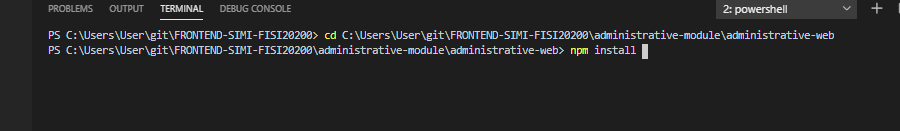 PROBLEMS OUTPUT TERMINAL DEBUG CONSOLE 2: powershell
PS C:\Users\User\git\FRONTEND-SIMI-FISI20200> cd C:\Users\User\git\FRONTEND-SIMI-FISI20200\administrative-module\administrative-web
PS C:\Users\User\git\FRONTEND-SIMI-FISI20200\administrative-module\administrative-web> npm install